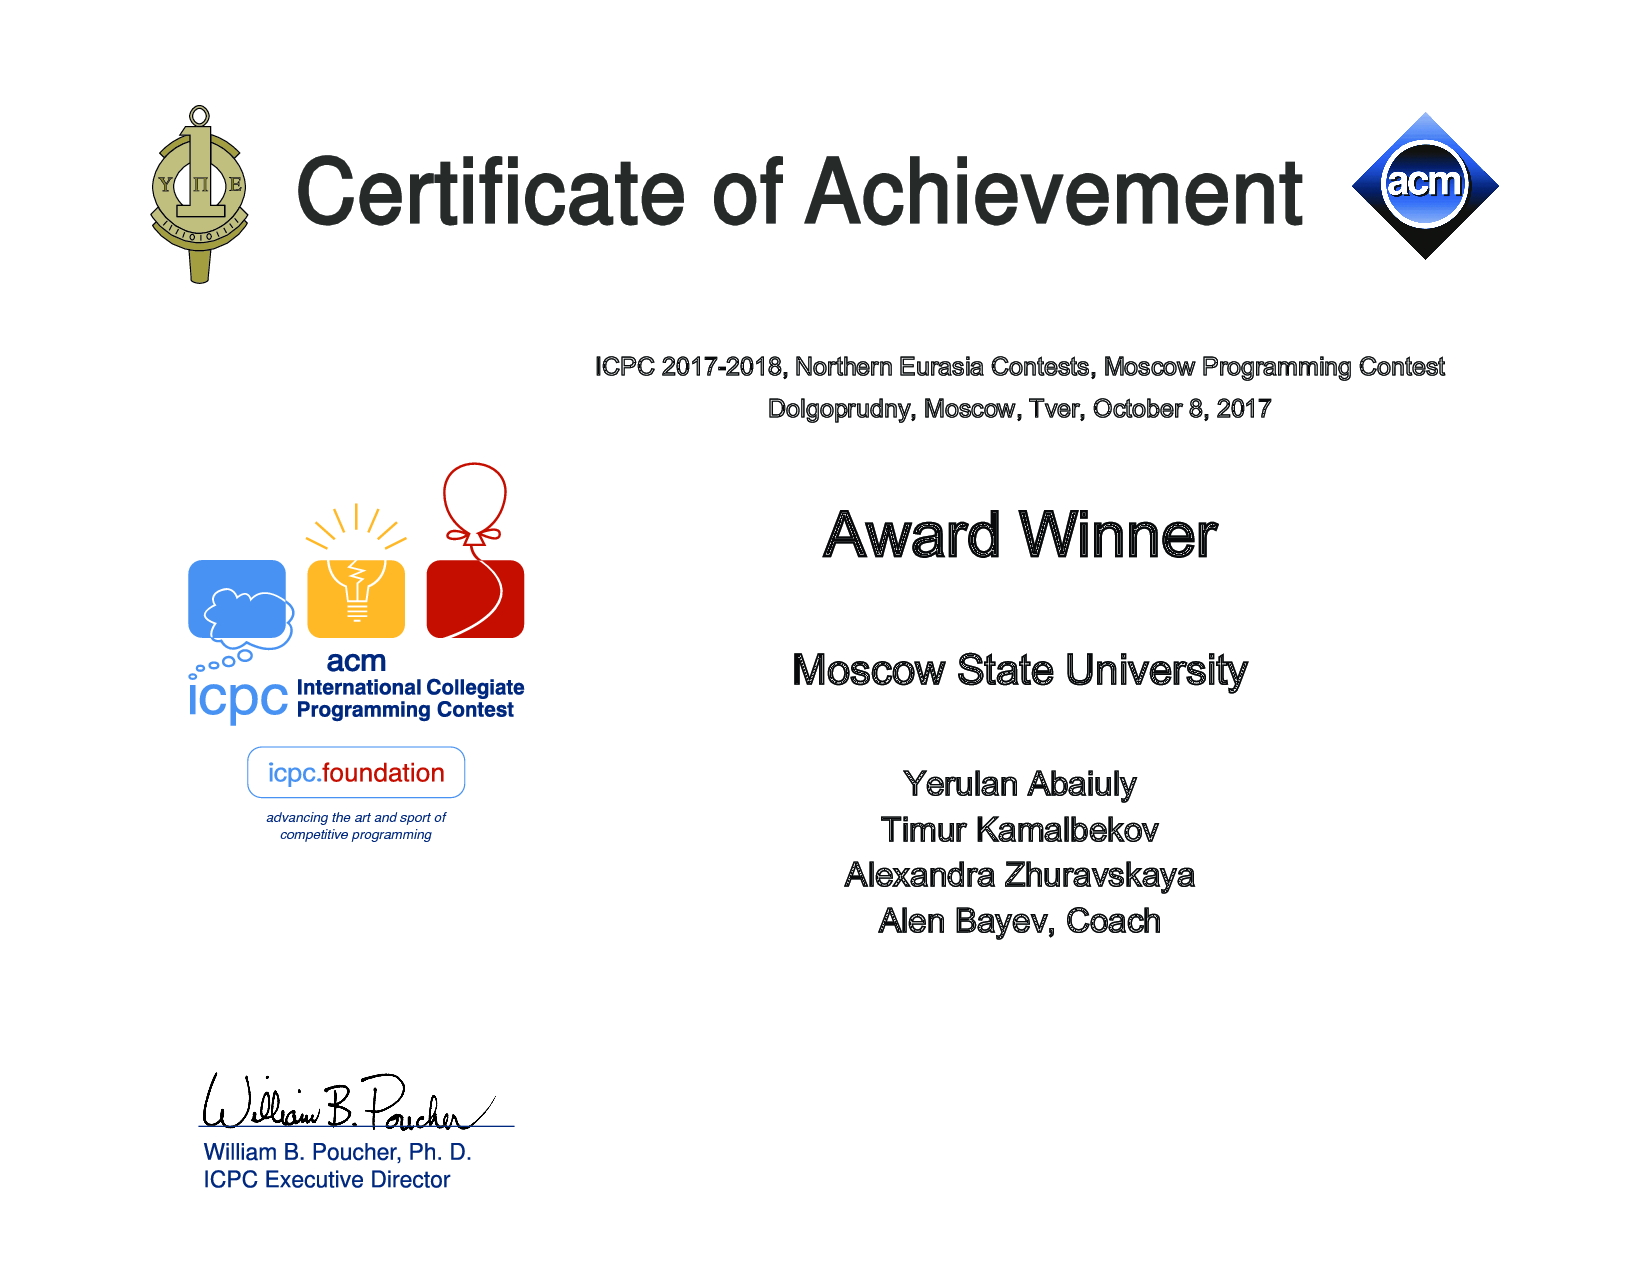 Υ Π Ε
1
Certificate of Achievement
acm
ICPC 2017-2018, Northern Eurasia Contests, Moscow Programming Contest
Dolgoprudny, Moscow, Tver, October 8, 2017
Award Winner
Moscow State University
Yerulan Abaiuly
Timur Kamalbekov
Alexandra Zhuravskaya
Alen Bayev, Coach
acm
icpc International Collegiate
Programming Contest
icpc.foundation
advancing the art and sport of
competitive programming
William B. Poucher
William B. Poucher, Ph. D.
ICPC Executive Director